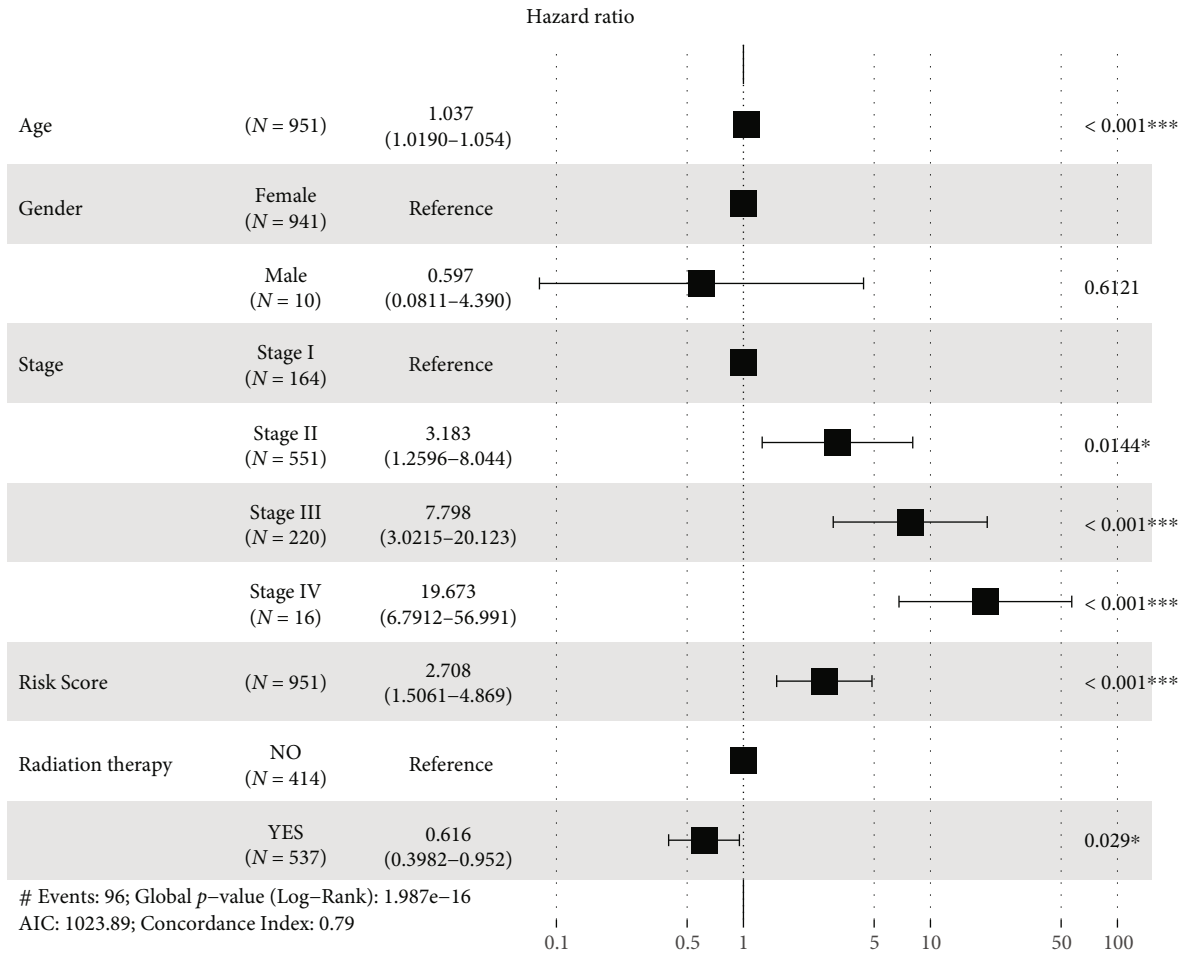 Hazard ratio
Age (N = 951) 1.037 < 0.001***
(1.0190–1.054)
Gender Female Reference
(N = 941)
Male 0.597 0.6121
(N = 10) (0.0811–4.390)
Stage Stage I Reference
(N = 164)
Stage II 3.183 0.0144*
(N = 551) (1.2596–8.044)
Stage III 7.798 < 0.001***
(N = 220) (3.0215–20.123)
Stage IV 19.673 < 0.001***
(N = 16) (6.7912–56.991)
Risk Score (N = 951) 2.708 < 0.001***
(1.5061–4.869)
Radiation therapy NO Reference
(N = 414)
YES 0.616 0.029*
(N = 537) (0.3982–0.952)
# Events: 96; Global p−value (Log−Rank): 1.987e−16
AIC: 1023.89; Concordance Index: 0.79
0.1 0.5 1 5 10 50 100